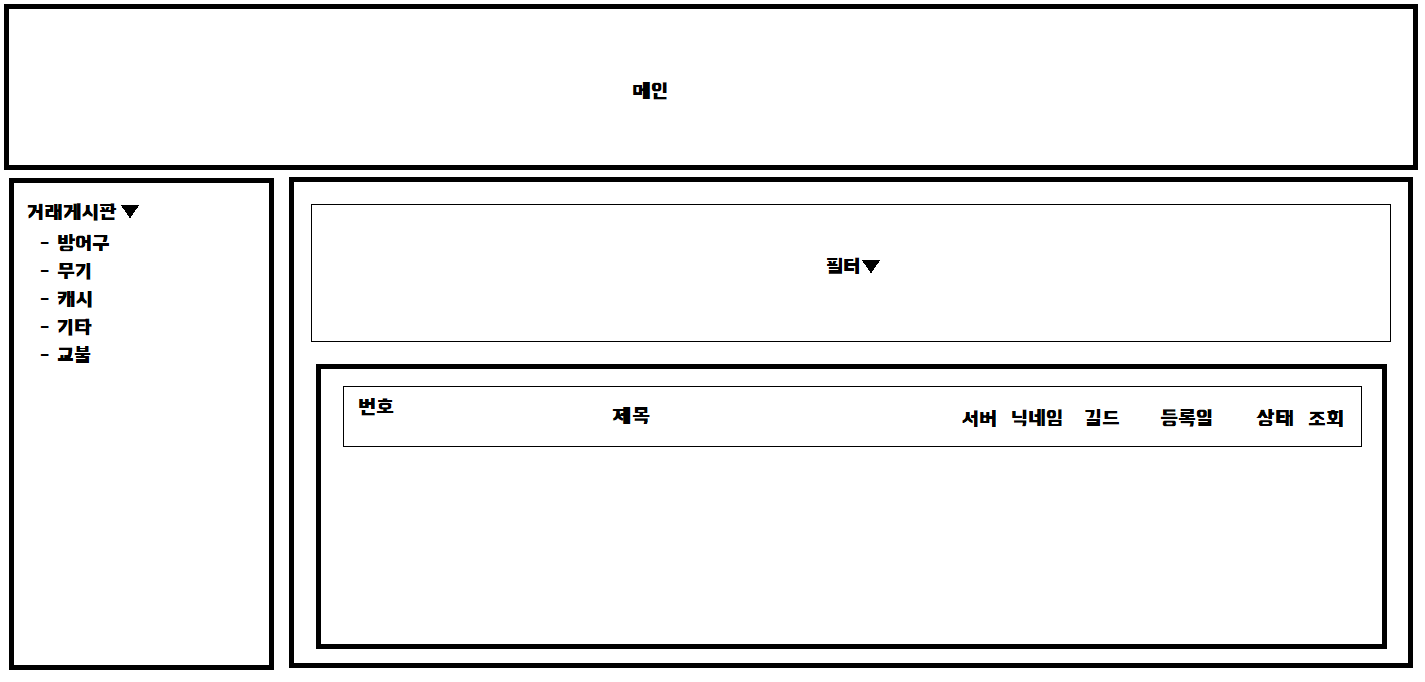 메인
거래게시판 ▼
- 방어구
- 무기
- 캐시
- 기타
- 교불
필터▼
번호 제목 서버 닉네임 길드 등록일 상태 조회